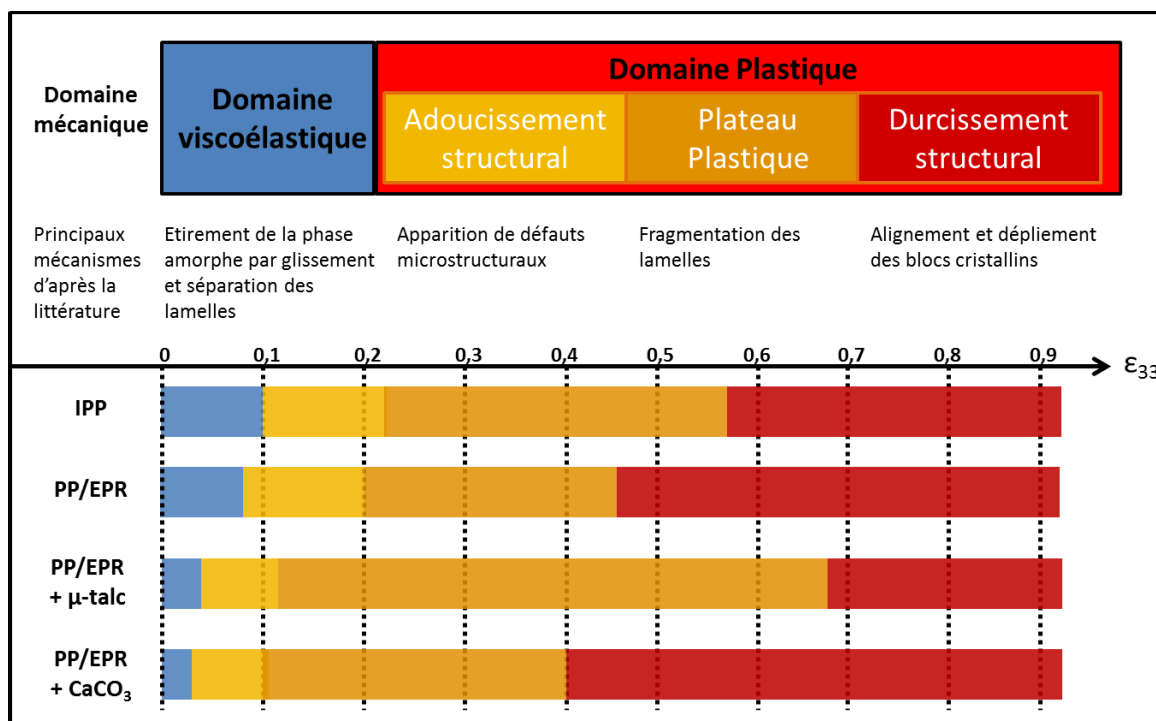 Domaine
mécanique
Domaine
viscoélastique
Domaine Plastique
Adoucissement
structural
Plateau
Plastique
Durcissement
structural
Principaux
mécanismes
d'après la
littérature
Etirement de la phase
amorphe par glissement
et séparation des
lamelles
Apparition de défauts
microstructuraux
Fragmentation des
lamelles
Alignement et dépliement
des blocs cristallins
0 0,1 0,2 0,3 0,4 0,5 0,6 0,7 0,8 0,9
ε₃₃
IPP
PP/EPR
PP/EPR
+ μ-talc
PP/EPR
+ CaCO₃